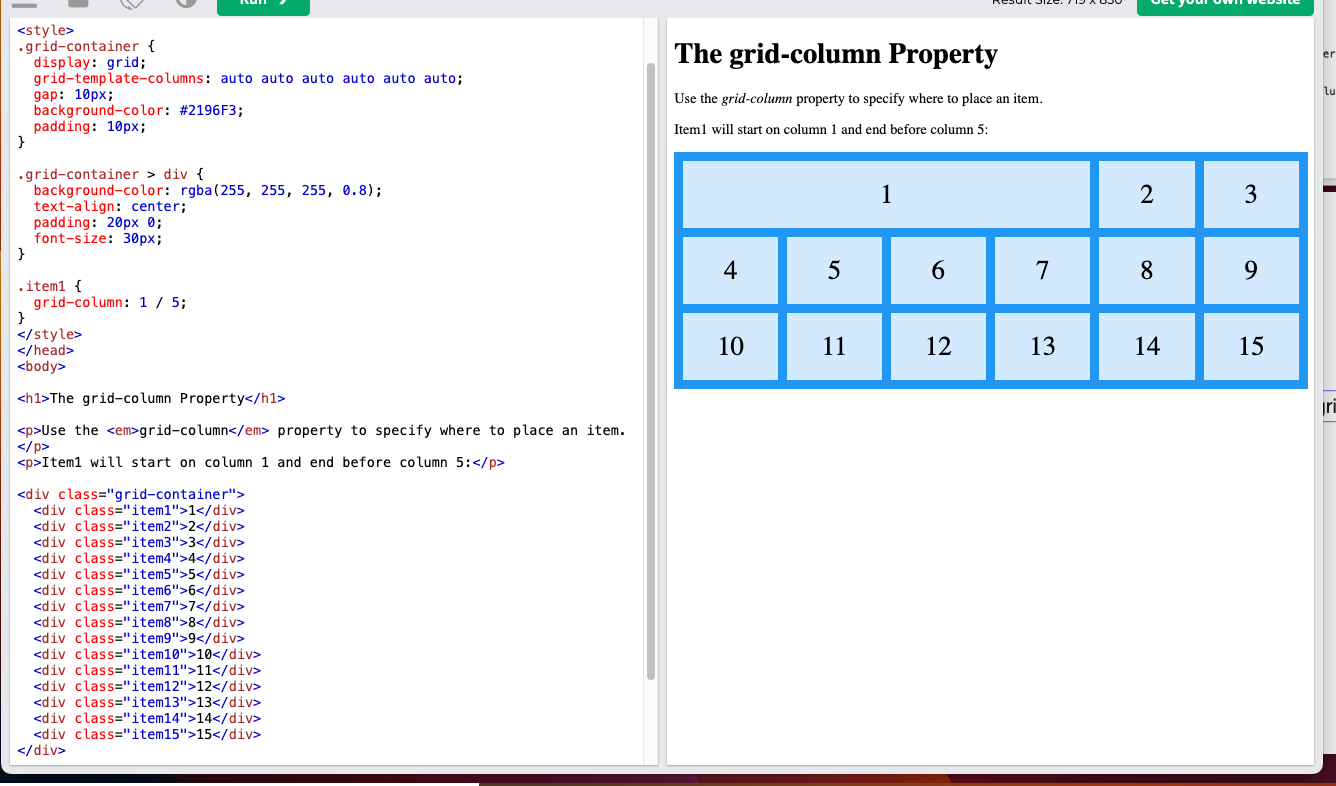 Run ❯
Result Size: 719 x 830
Get your own website
<style>
.grid-container {
  display: grid;
  grid-template-columns: auto auto auto auto auto auto;
  gap: 10px;
  background-color: #2196F3;
  padding: 10px;
}
.grid-container > div {
  background-color: rgba(255, 255, 255, 0.8);
  text-align: center;
  padding: 20px 0;
  font-size: 30px;
}
.item1 {
  grid-column: 1 / 5;
}
</style>
</head>
<body>
<h1>The grid-column Property</h1>
<p>Use the <em>grid-column</em> property to specify where to place an item.
</p>
<p>Item1 will start on column 1 and end before column 5:</p>
<div class="grid-container">
  <div class="item1">1</div>
  <div class="item2">2</div>
  <div class="item3">3</div>
  <div class="item4">4</div>
  <div class="item5">5</div>
  <div class="item6">6</div>
  <div class="item7">7</div>
  <div class="item8">8</div>
  <div class="item9">9</div>
  <div class="item10">10</div>
  <div class="item11">11</div>
  <div class="item12">12</div>
  <div class="item13">13</div>
  <div class="item14">14</div>
  <div class="item15">15</div>
</div>
The grid-column Property
Use the grid-column property to specify where to place an item.
Item1 will start on column 1 and end before column 5:
1 2 3
4 5 6 7 8 9
10 11 12 13 14 15
er
lu
gri